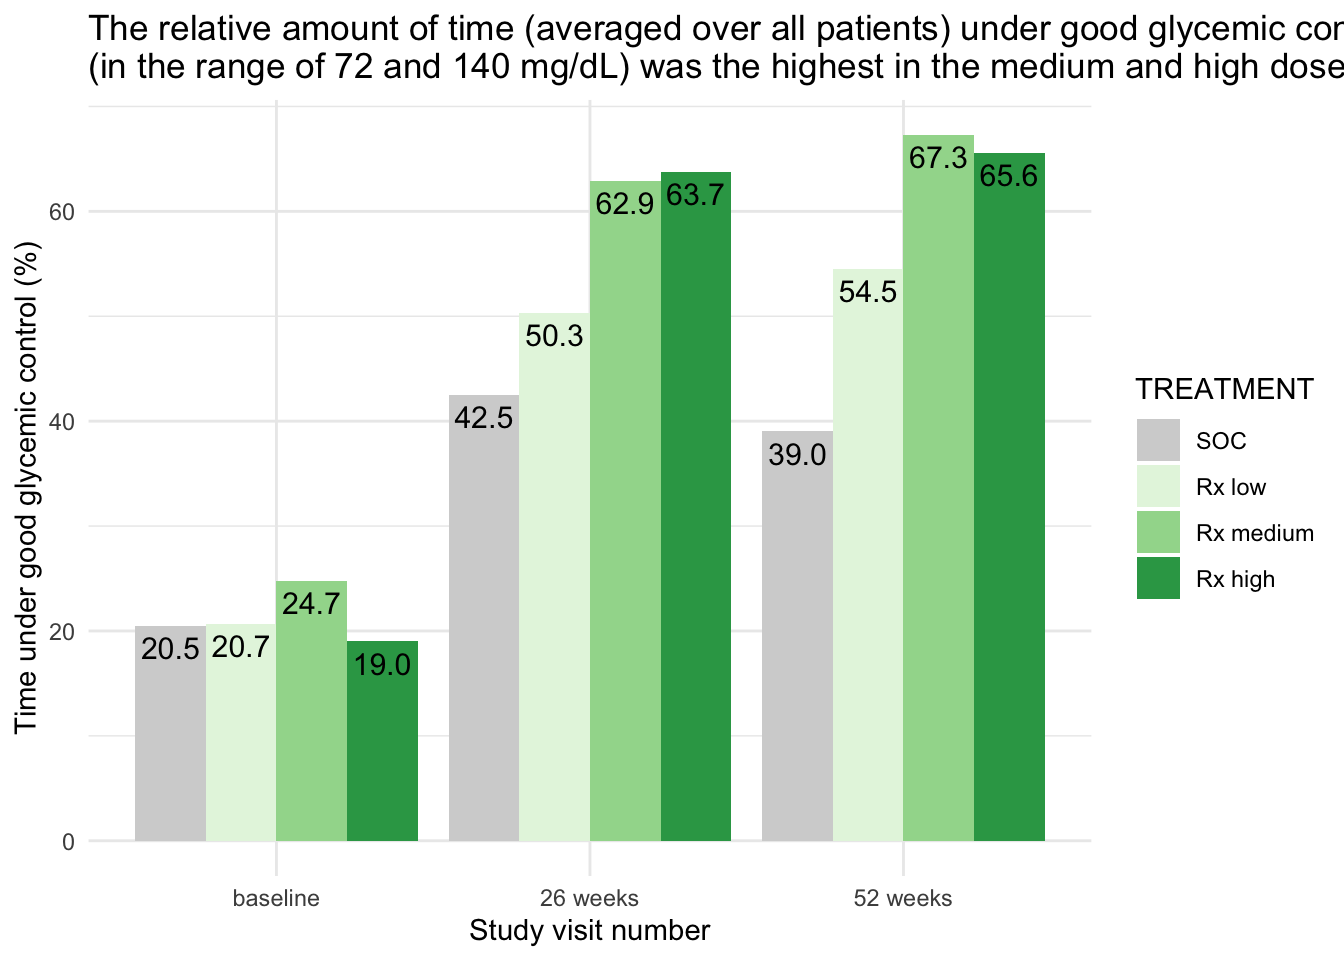 The relative amount of time (averaged over all patients) under good glycemic
(in the range of 72 and 140 mg/dL) was the highest in the medium and high dose
67.3
65.6
62.9
63.7
60
54.5
50.3
42.5
40
39.0
24.7
20.5
20.7
20
19.0
0
Time under good glycemic control (%)
baseline
26 weeks
52 weeks
Study visit number
TREATMENT
SOC
Rx low
Rx medium
Rx high